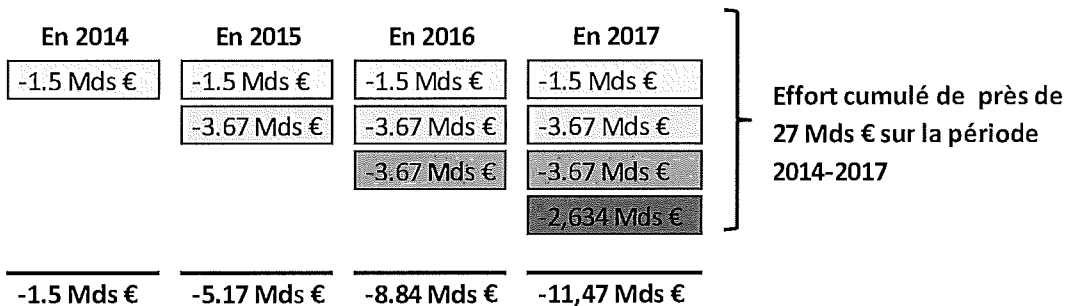 En 2014 En 2015 En 2016 En 2017
-1.5 Mds € -1.5 Mds € -1.5 Mds € -1.5 Mds €
-3.67 Mds € -3.67 Mds € -3.67 Mds €
-3.67 Mds € -3.67 Mds €
-2,634 Mds €
Effort cumulé de près de
27 Mds € sur la période
2014-2017
-1.5 Mds € -5.17 Mds € -8.84 Mds € -11,47 Mds €